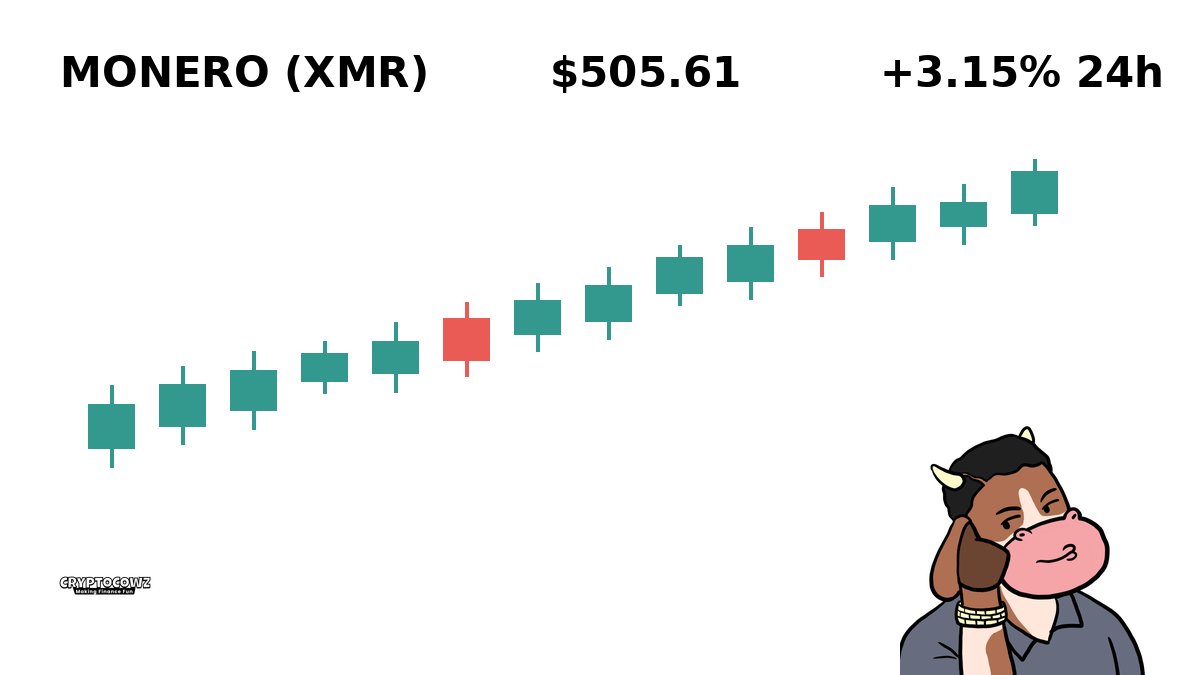 MONERO (XMR) $505.61 +3.15% 24h
CRYPTOCOWZ
Making Finance Fun